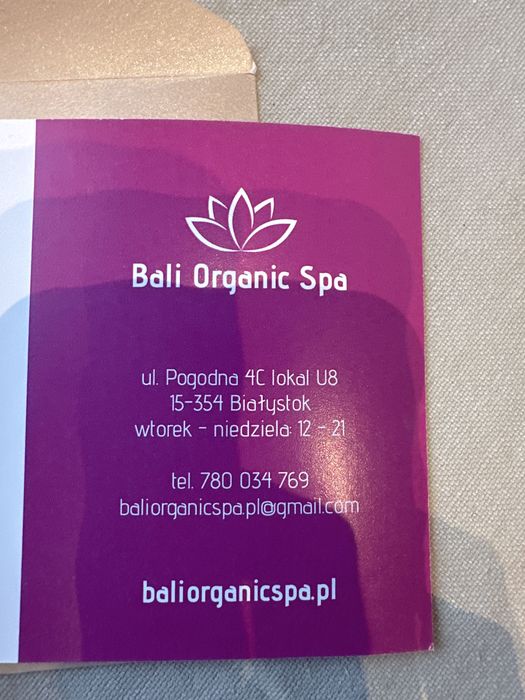 Bali Organic Spa
ul. Pogodna 4C lokal U8
15-354 Białystok
wtorek - niedziela: 12 - 21
tel. 780 034 769
baliorganicspa.pl@gmail.com
baliorganicspa.pl